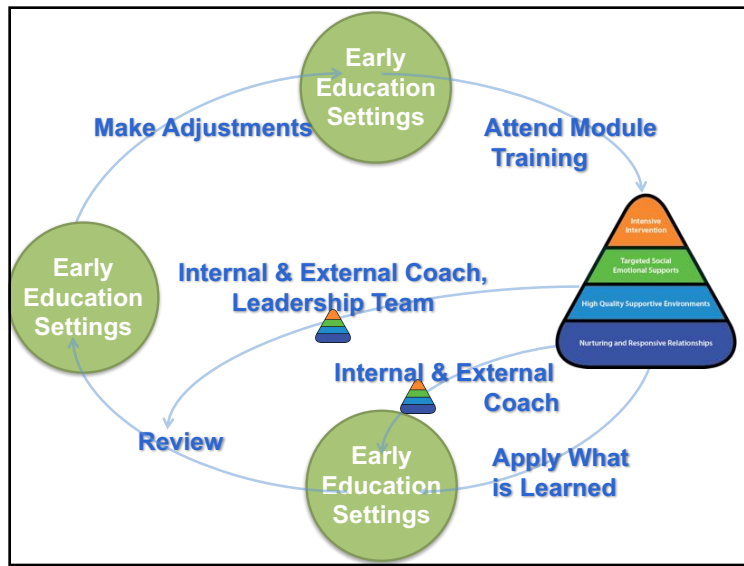 Early
Education
Settings
Make Adjustments
Attend Module
Training
Intensive
Intervention
Targeted Social
Emotional Supports
High Quality Supportive Environments
Nurturing and Responsive Relationships
Early
Education
Settings
Internal & External Coach,
Leadership Team
Internal & External
Coach
Review
Early
Education
Settings
Apply What
is Learned